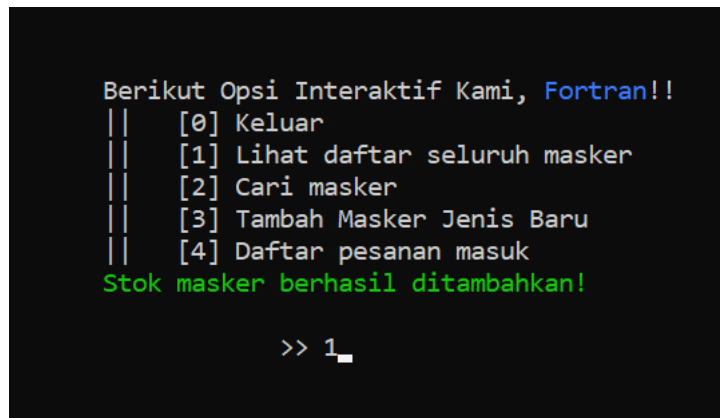 Berikut Opsi Interaktif Kami, Fortran!!
||   [0] Keluar
||   [1] Lihat daftar seluruh masker
||   [2] Cari masker
||   [3] Tambah Masker Jenis Baru
||   [4] Daftar pesanan masuk
Stok masker berhasil ditambahkan!
>> 1